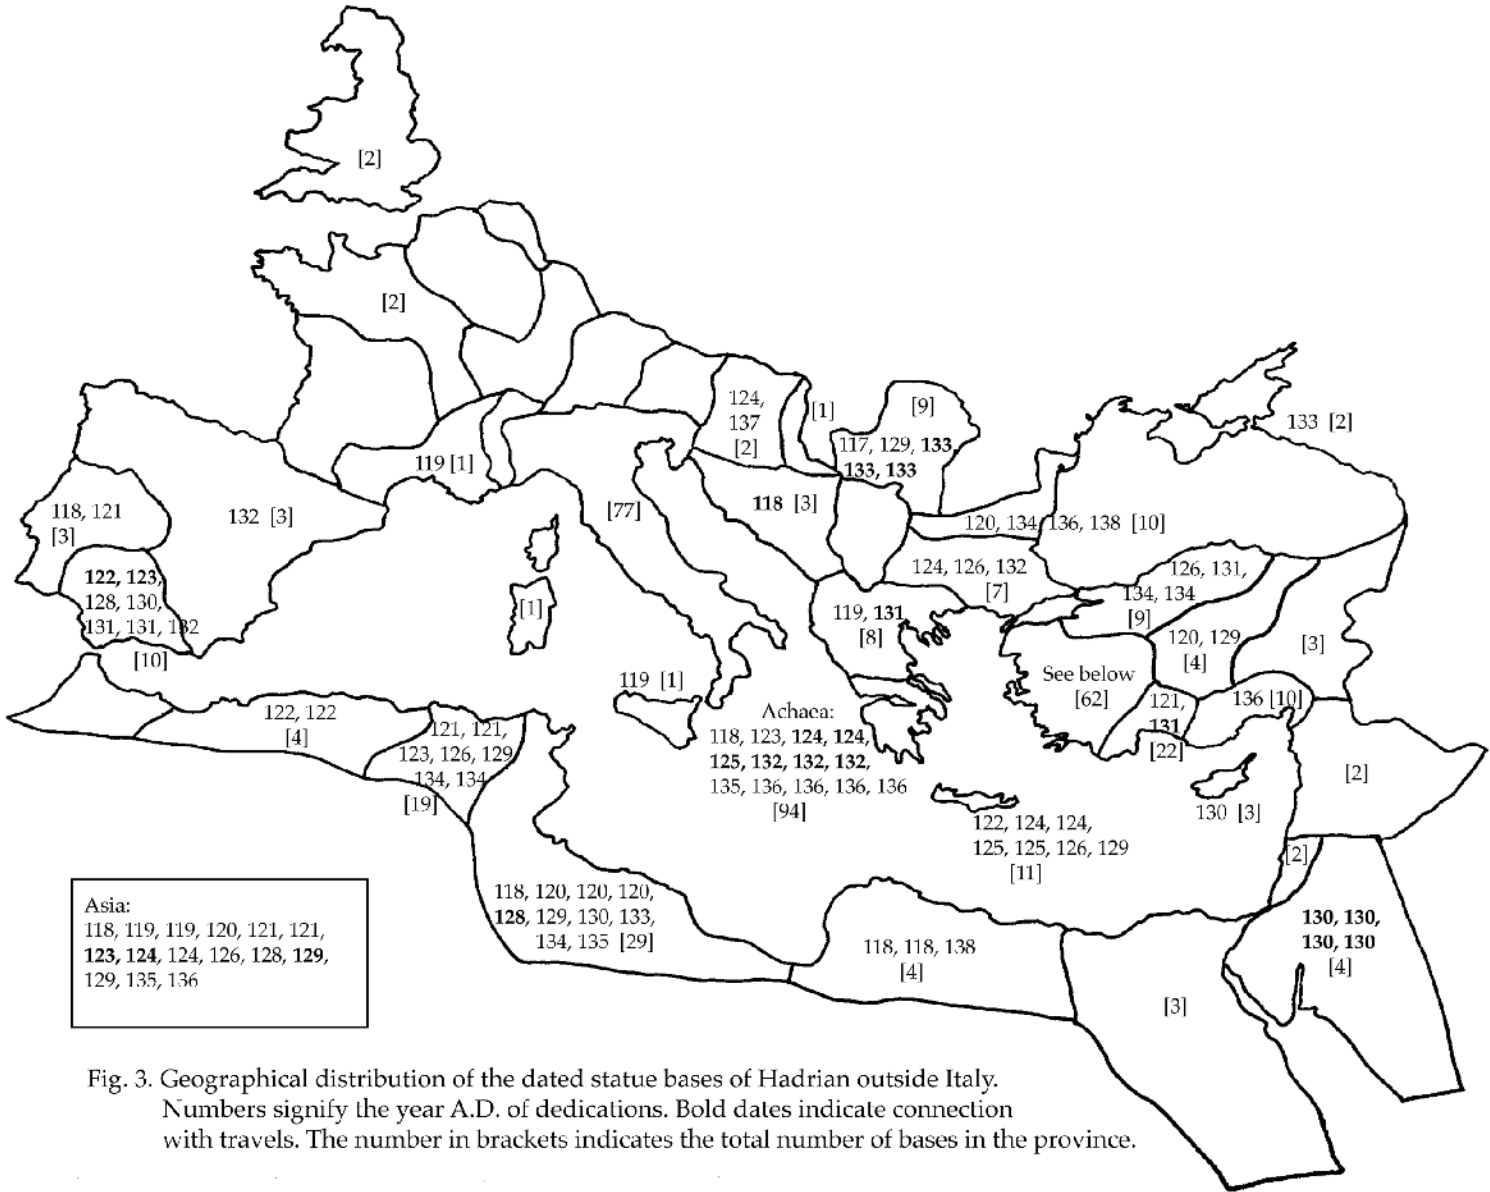 [2]
[2]
124,
137
[2]
[1]
[9]
117, 129, 133,
133, 133
133 [2]
119 [1]
118, 121
[3]
132 [3]
[77]
118 [3]
120, 134, 136, 138 [10]
122, 123,
128, 130,
131, 131, 132
[10]
[1]
124, 126, 132
[7]
126, 131,
134, 134
[9]
119, 131
[8]
120, 129
[4]
[3]
See below
[62]
119 [1]
121,
131
[22]
136 [10]
122, 122
[4]
121, 121,
123, 126, 129
134, 134
[19]
Achaea:
118, 123, 124, 124,
125, 132, 132, 132,
135, 136, 136, 136, 136
[94]
[2]
130 [3]
122, 124, 124,
125, 125, 126, 129
[11]
[2]
118, 120, 120, 120,
128, 129, 130, 133,
134, 135 [29]
118, 118, 138
[4]
130, 130,
130, 130
[4]
[3]
Asia:
118, 119, 119, 120, 121, 121,
123, 124, 124, 126, 128, 129,
129, 135, 136
Fig. 3. Geographical distribution of the dated statue bases of Hadrian outside Italy.
Numbers signify the year A.D. of dedications. Bold dates indicate connection
with travels. The number in brackets indicates the total number of bases in the province.